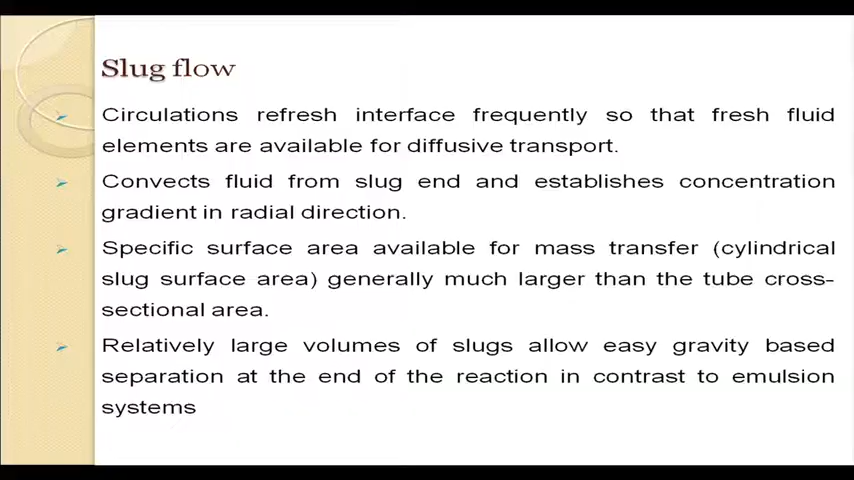 Slug flow
Circulations refresh interface frequently so that fresh fluid
elements are available for diffusive transport.
Convects fluid from slug end and establishes concentration
gradient in radial direction.
Specific surface area available for mass transfer (cylindrical
slug surface area) generally much larger than the tube cross-
sectional area.
Relatively large volumes of slugs allow easy gravity based
separation at the end of the reaction in contrast to emulsion
systems